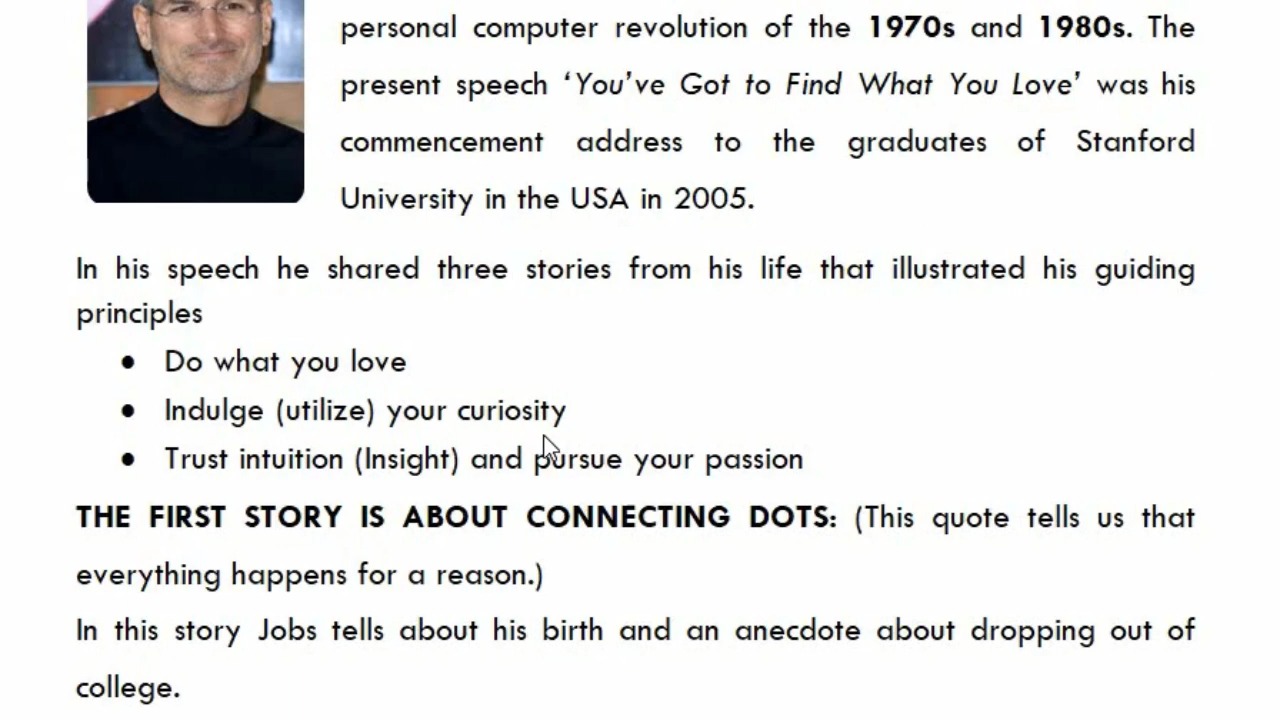 personal computer revolution of the 1970s and 1980s. The
present speech ‘You’ve Got to Find What You Love’ was his
commencement address to the graduates of Stanford
University in the USA in 2005.
In his speech he shared three stories from his life that illustrated his guiding
principles
• Do what you love
• Indulge (utilize) your curiosity
• Trust intuition (Insight) and pursue your passion
THE FIRST STORY IS ABOUT CONNECTING DOTS: (This quote tells us that
everything happens for a reason.)
In this story Jobs tells about his birth and an anecdote about dropping out of
college.